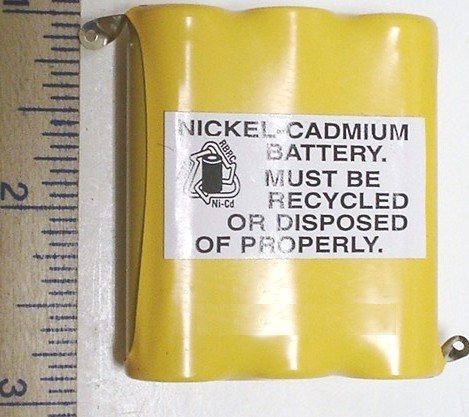 NICKEL-CADMIUM
BATTERY.
MUST BE
RECYCLED
OR DISPOSED
OF PROPERLY.
RBRC
Ni-Cd
2
3